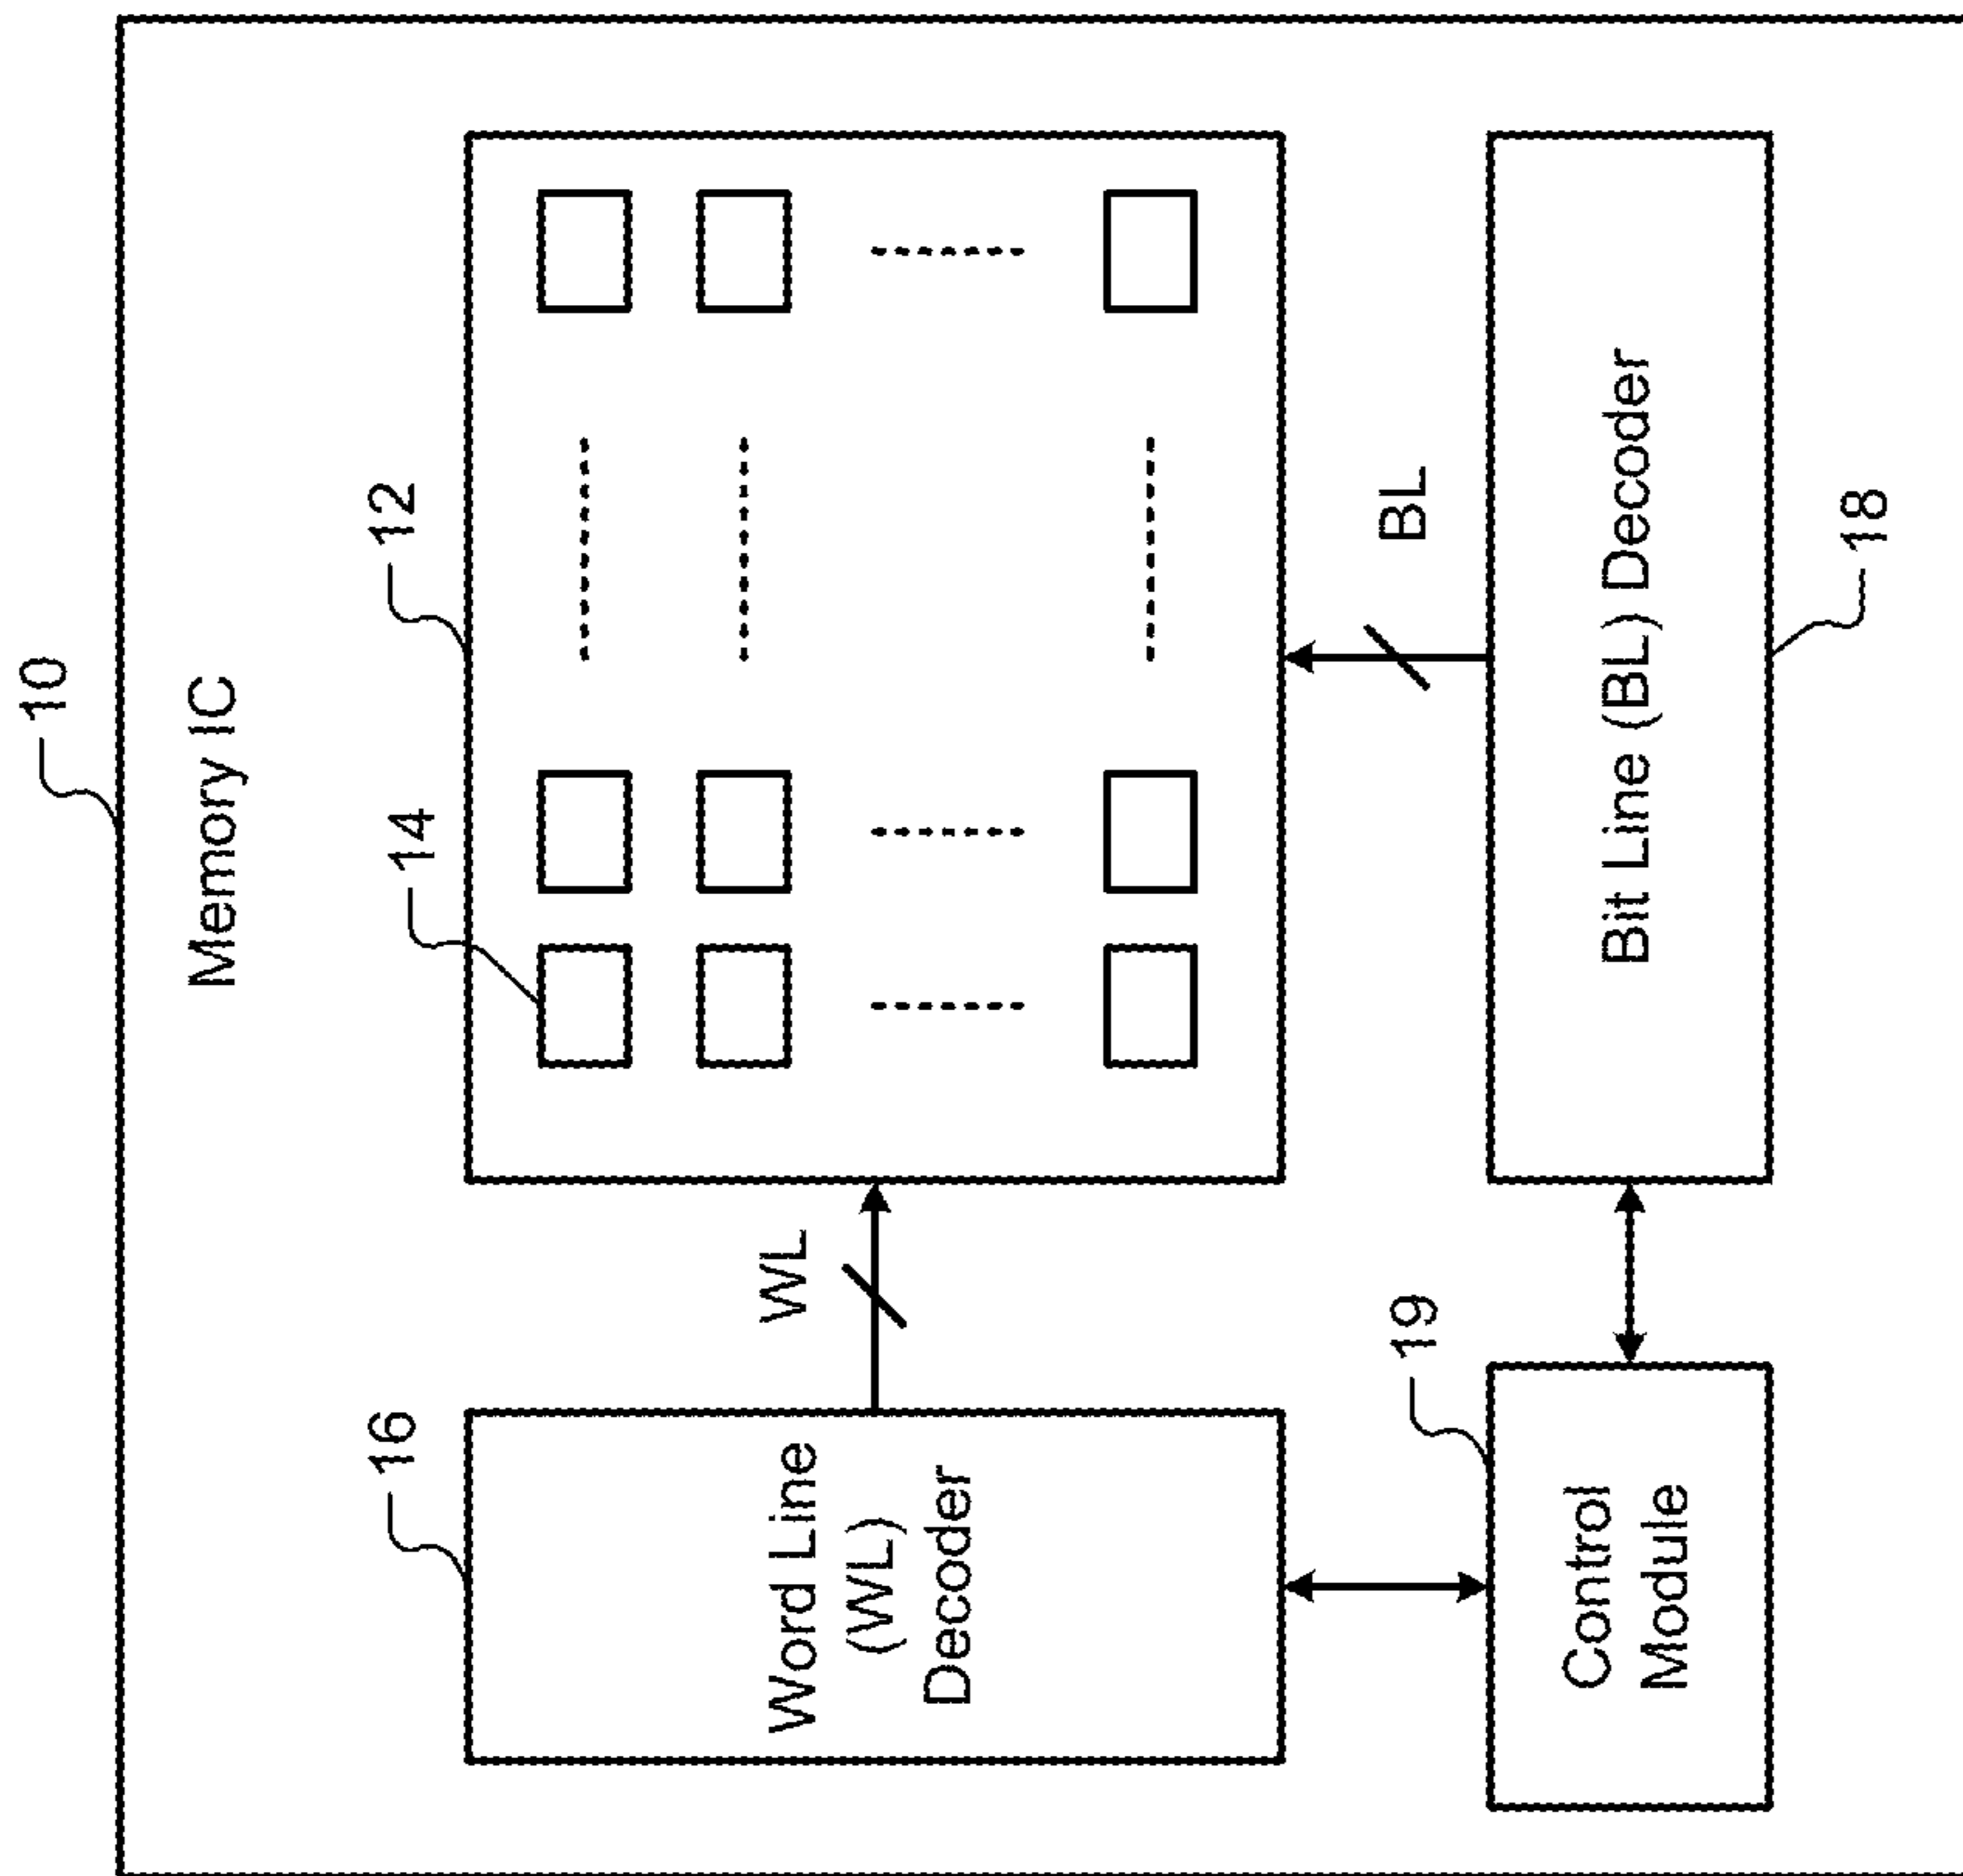 10
Memory IC
16
12
14
Word Line
(WL)
Decoder
WL
BL
19
Control
Module
Bit Line (BL) Decoder
18